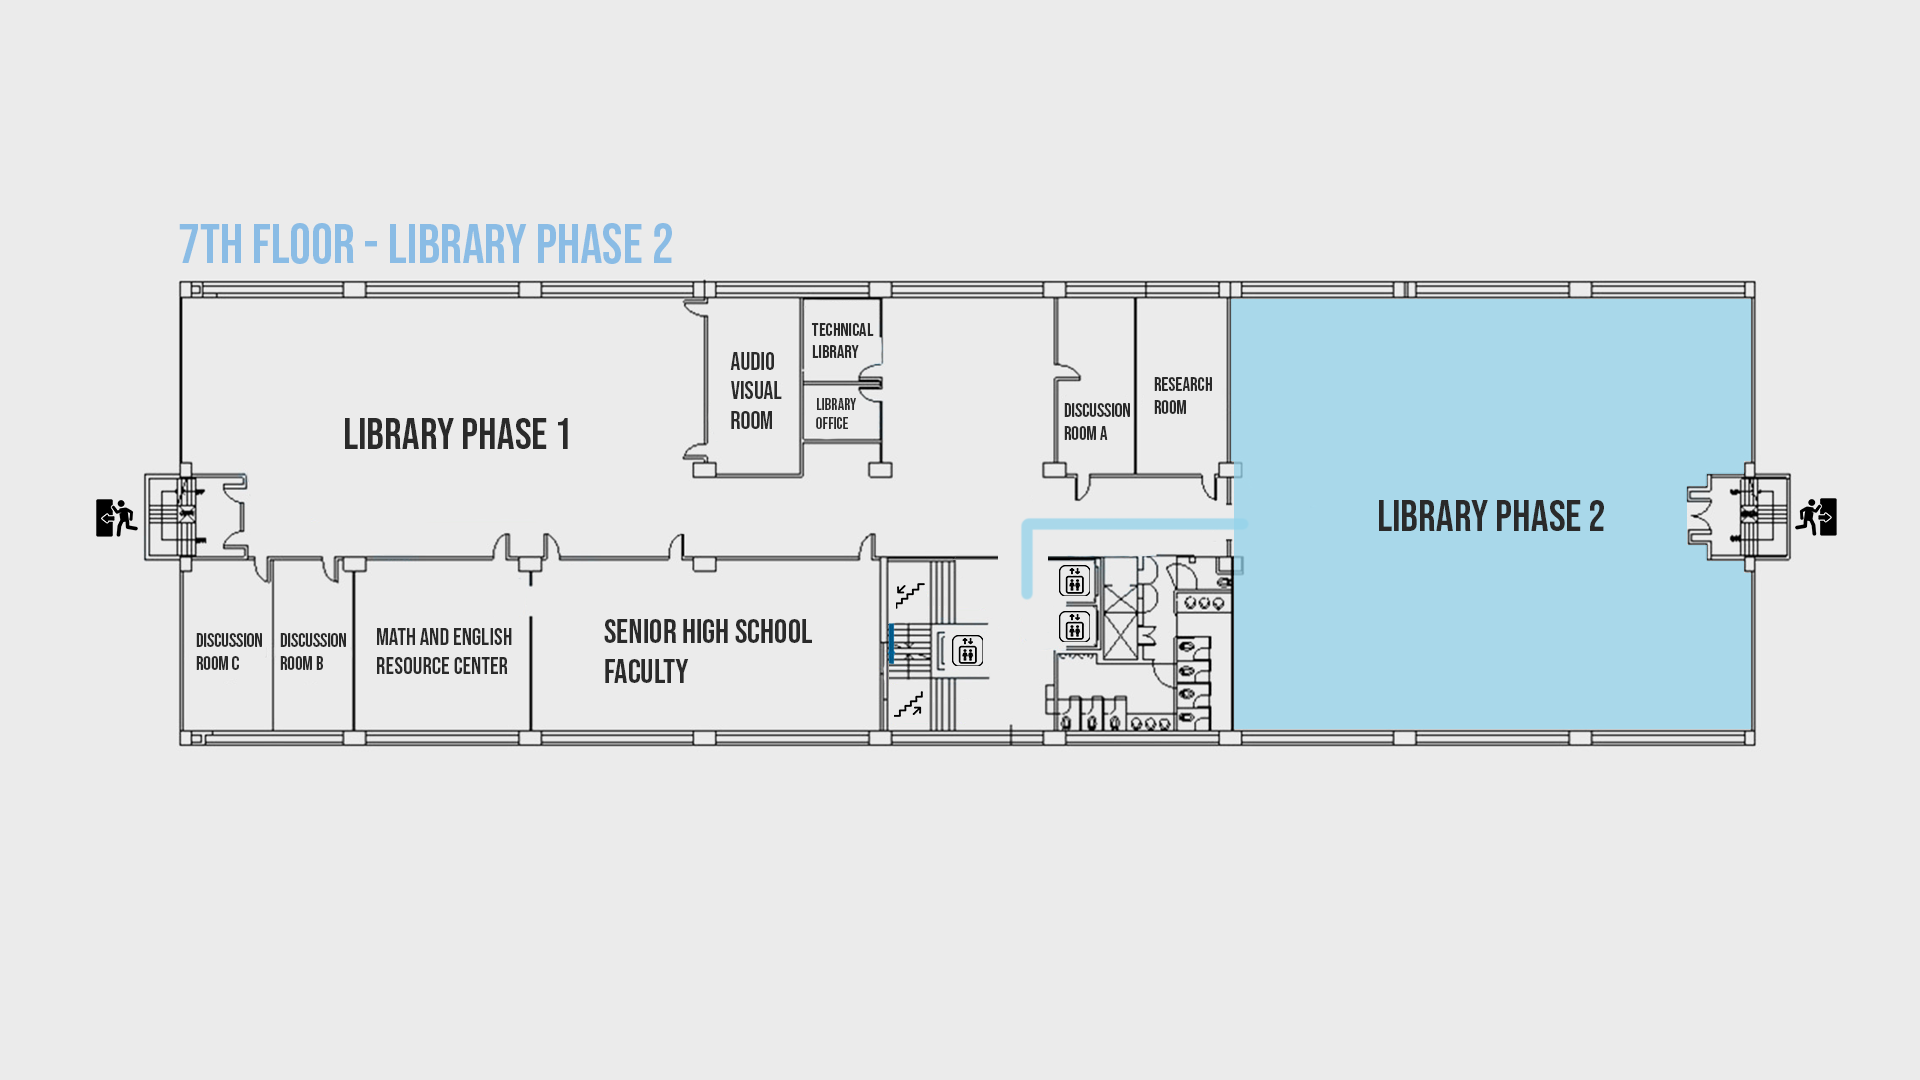 7TH FLOOR - LIBRARY PHASE 2
LIBRARY PHASE 1
AUDIO
VISUAL
ROOM
TECHNICAL
LIBRARY
LIBRARY
OFFICE
DISCUSSION
ROOM A
RESEARCH
ROOM
LIBRARY PHASE 2
DISCUSSION
ROOM C
DISCUSSION
ROOM B
MATH AND ENGLISH
RESOURCE CENTER
SENIOR HIGH SCHOOL
FACULTY